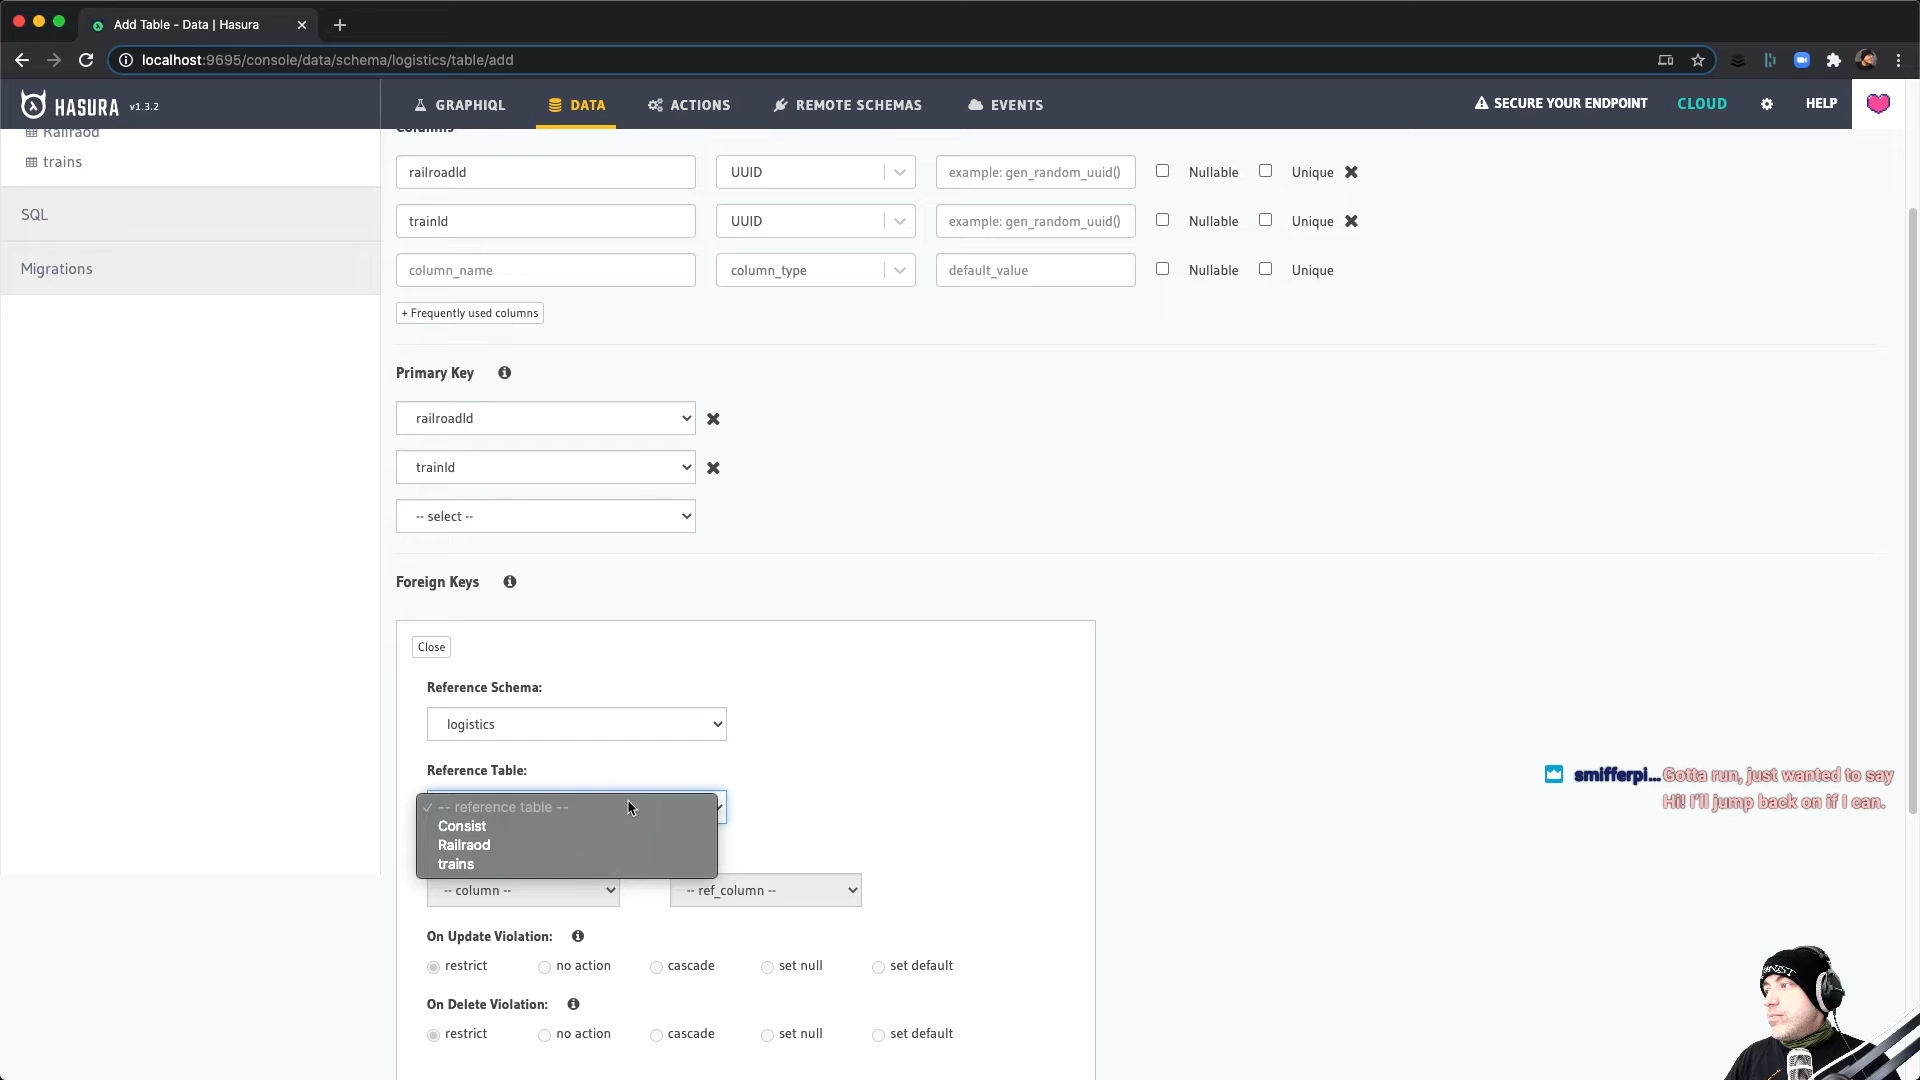 Add Table - Data | Hasura
localhost:9695/console/data/schema/logistics/table/add
HASURA v1.3.2
GRAPHIQL
DATA
ACTIONS
REMOTE SCHEMAS
EVENTS
SECURE YOUR ENDPOINT
CLOUD
HELP
Railraod
trains
SQL
Migrations
Columns
railroadId UUID example: gen_random_uuid() Nullable Unique
trainId UUID example: gen_random_uuid() Nullable Unique
column_name column_type default_value Nullable Unique
+ Frequently used columns
Primary Key
railroadId
trainId
-- select --
Foreign Keys
Close
Reference Schema:
logistics
Reference Table:
-- reference table --
Consist
Railraod
trains
-- column -- -- ref_column --
On Update Violation:
restrict no action cascade set null set default
On Delete Violation:
restrict no action cascade set null set default
smifferpi... Gotta run, just wanted to say
Hi! I'll jump back on if I can.